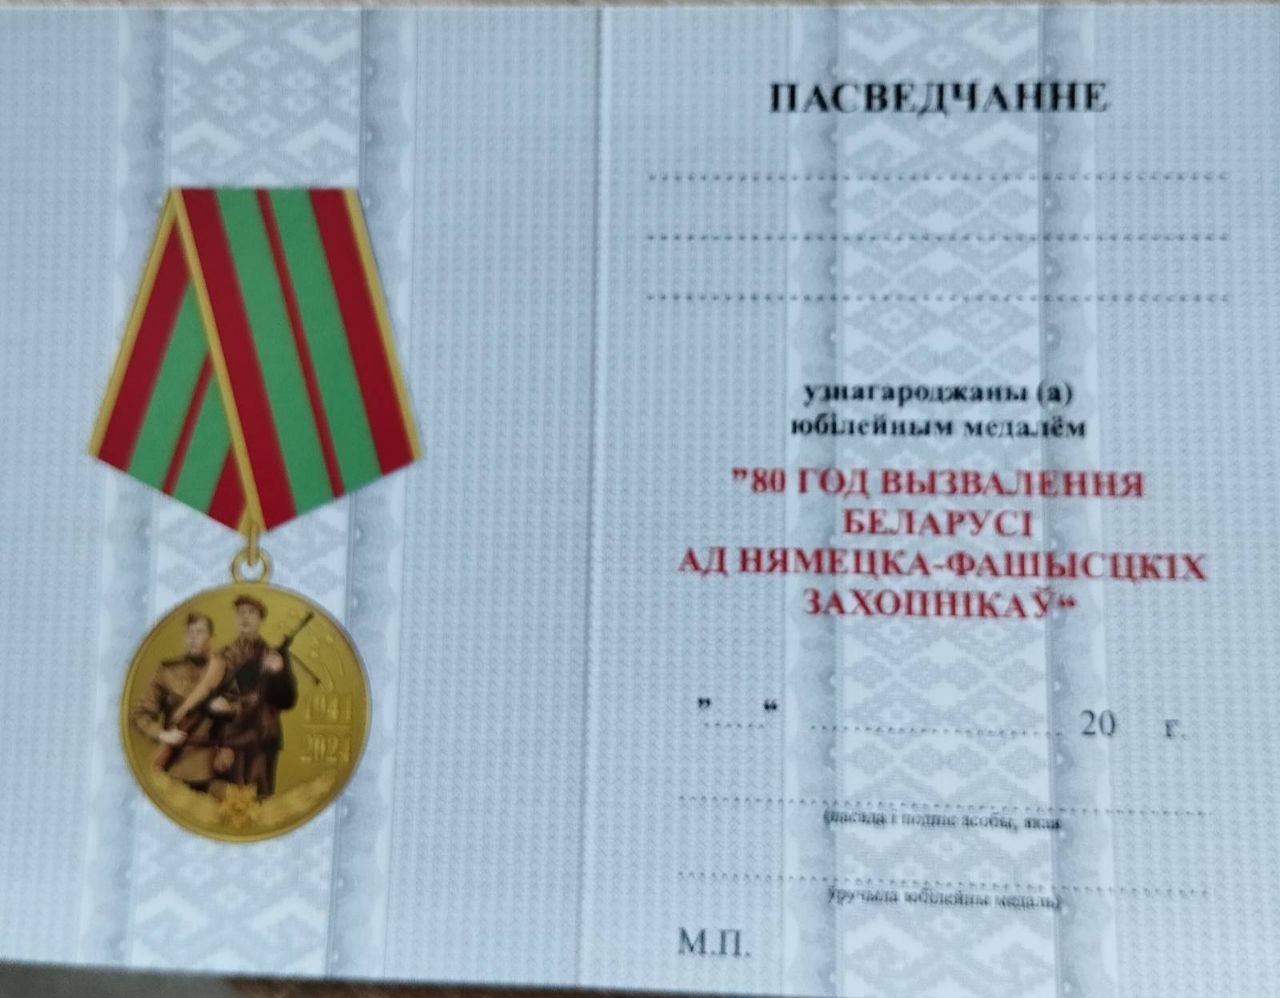 1944
2024
ПАСВЕДЧАННЕ
узнагароджаны (а)
юбілейным медалём
”80 ГОД ВЫЗВАЛЕННЯ
БЕЛАРУСІ
АД НЯМЕЦКА-ФАШЫСЦКІХ
ЗАХОПНІКАЎ“
” “ 20 г.
(пасада і подпіс асобы, якая
ўручыла юбілейны медаль)
М.П.